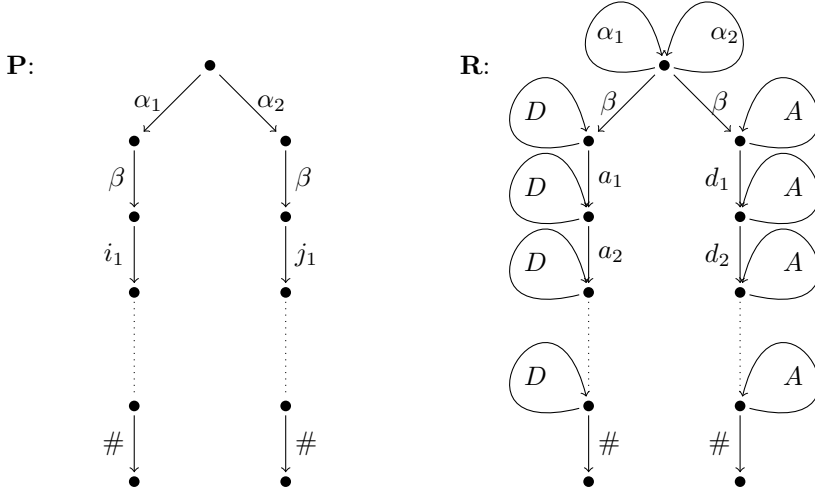 α₁ α₂
P: R:
α₁ α₂ β β
D A
β β a₁ d₁
D A
i₁ j₁ a₂ d₂
D A
D A
# # # #